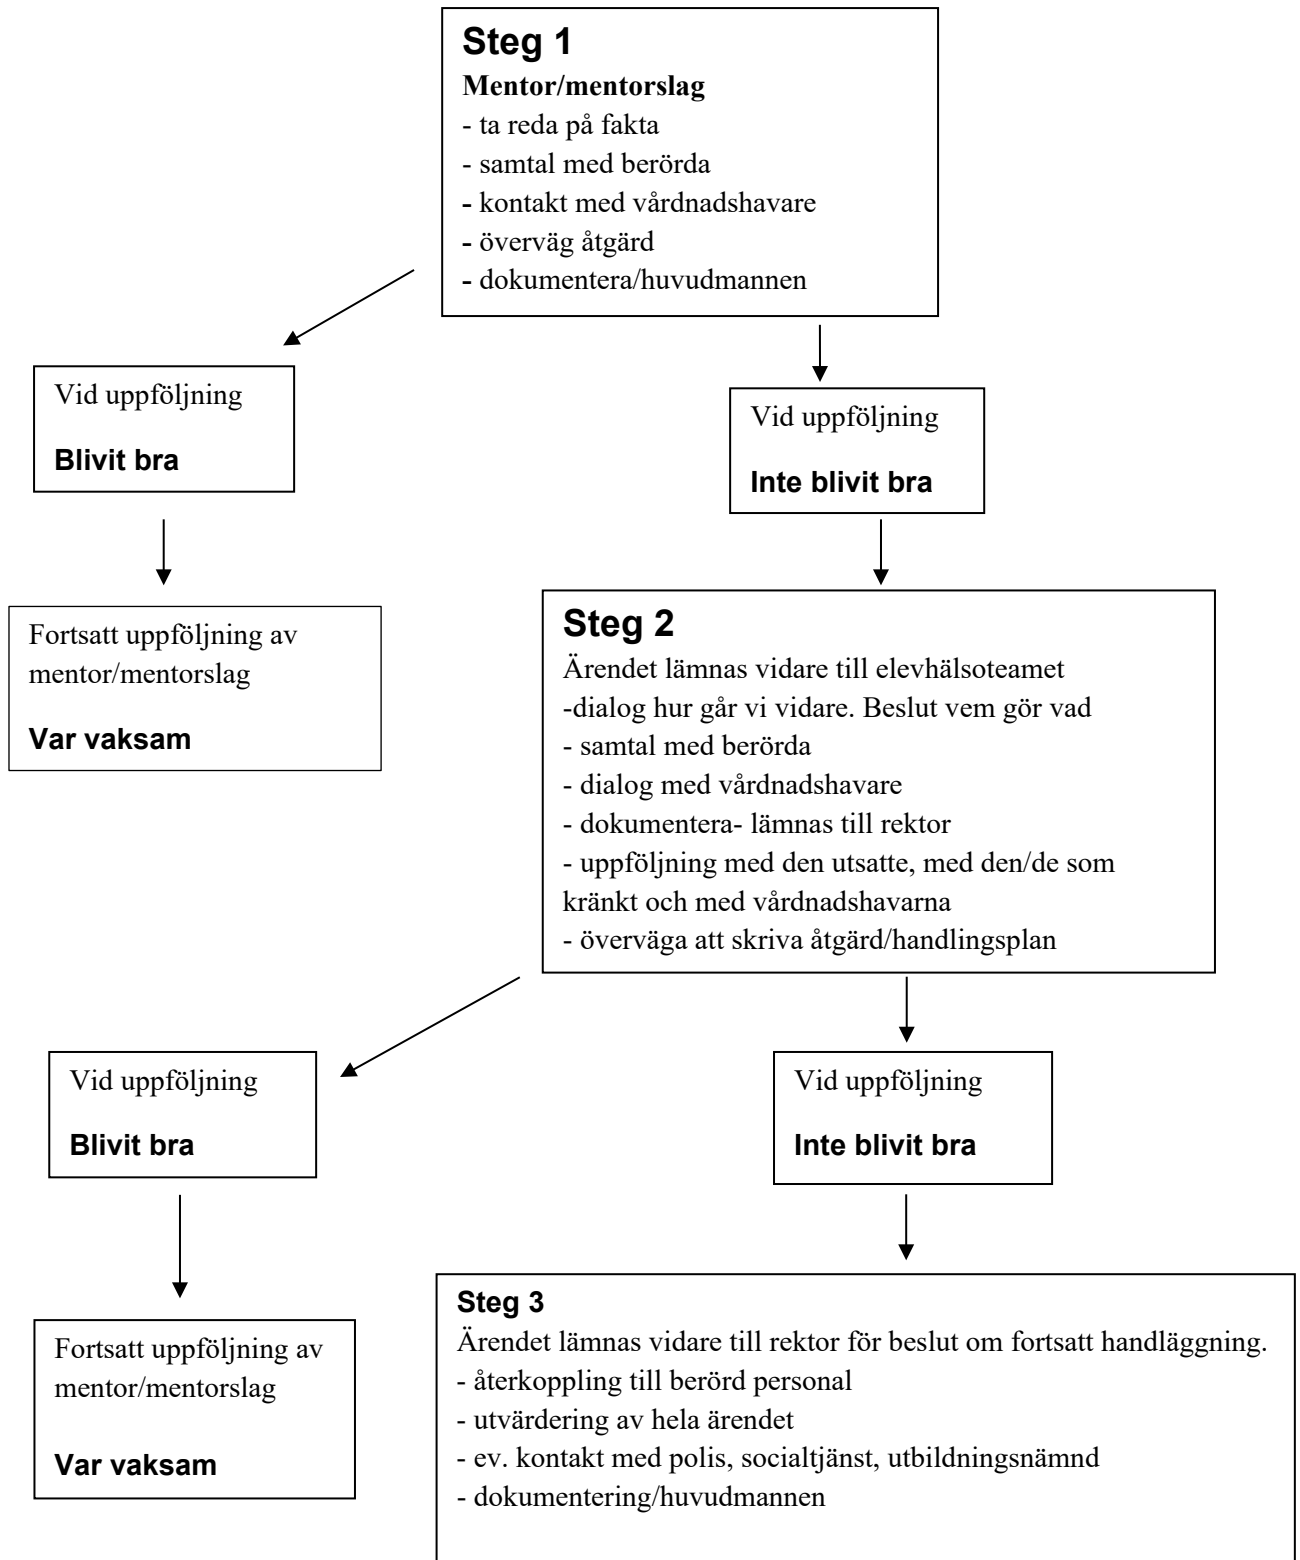 Steg 1
Mentor/mentorslag
- ta reda på fakta
- samtal med berörda
- kontakt med vårdnadshavare
- överväg åtgärd
- dokumentera/huvudmannen
Vid uppföljning
Blivit bra
Vid uppföljning
Inte blivit bra
Fortsatt uppföljning av
mentor/mentorslag
Var vaksam
Steg 2
Ärendet lämnas vidare till elevhälsoteamet
-dialog hur går vi vidare. Beslut vem gör vad
- samtal med berörda
- dialog med vårdnadshavare
- dokumentera- lämnas till rektor
- uppföljning med den utsatte, med den/de som
kränkt och med vårdnadshavarna
- överväga att skriva åtgärd/handlingsplan
Vid uppföljning
Blivit bra
Vid uppföljning
Inte blivit bra
Fortsatt uppföljning av
mentor/mentorslag
Var vaksam
Steg 3
Ärendet lämnas vidare till rektor för beslut om fortsatt handläggning.
- återkoppling till berörd personal
- utvärdering av hela ärendet
- ev. kontakt med polis, socialtjänst, utbildningsnämnd
- dokumentering/huvudmannen